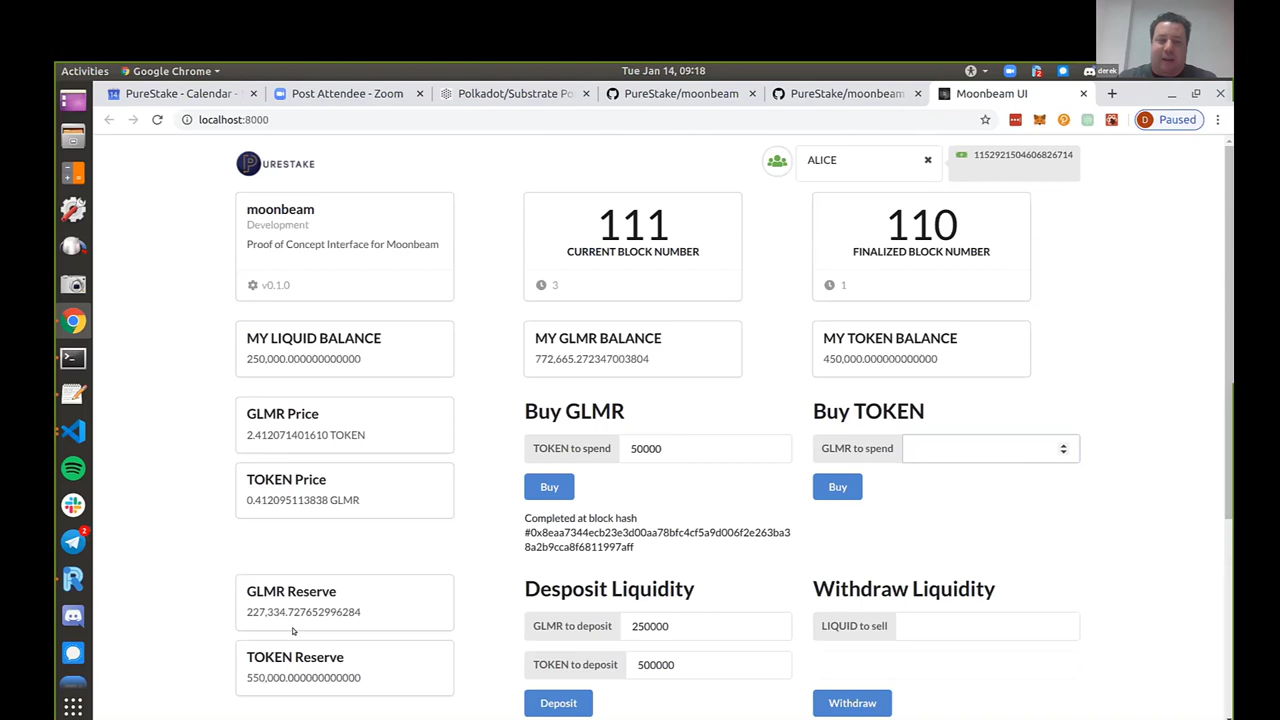 derek
Activities
Google Chrome
Tue Jan 14, 09:18
PureStake - Calendar -
Post Attendee - Zoom
Polkadot/Substrate Po
PureStake/moonbeam
PureStake/moonbeam
Moonbeam UI
localhost:8000
D
Paused
PURESTAKE
ALICE
1152921504606826714
moonbeam
Development
Proof of Concept Interface for Moonbeam
v0.1.0
111
CURRENT BLOCK NUMBER
3
110
FINALIZED BLOCK NUMBER
1
MY LIQUID BALANCE
250,000.000000000000
MY GLMR BALANCE
772,665.272347003804
MY TOKEN BALANCE
450,000.000000000000
GLMR Price
2.412071401610 TOKEN
TOKEN Price
0.412095113838 GLMR
Buy GLMR
TOKEN to spend
50000
Buy
Completed at block hash
#0x8eaa7344ecb23e3d00aa78bfc4cf5a9d006f2e263ba3
8a2b9cca8f6811997aff
Buy TOKEN
GLMR to spend
Buy
GLMR Reserve
227,334.727652996284
TOKEN Reserve
550,000.000000000000
Desposit Liquidity
GLMR to deposit
250000
TOKEN to deposit
500000
Deposit
Withdraw Liquidity
LIQUID to sell
Withdraw